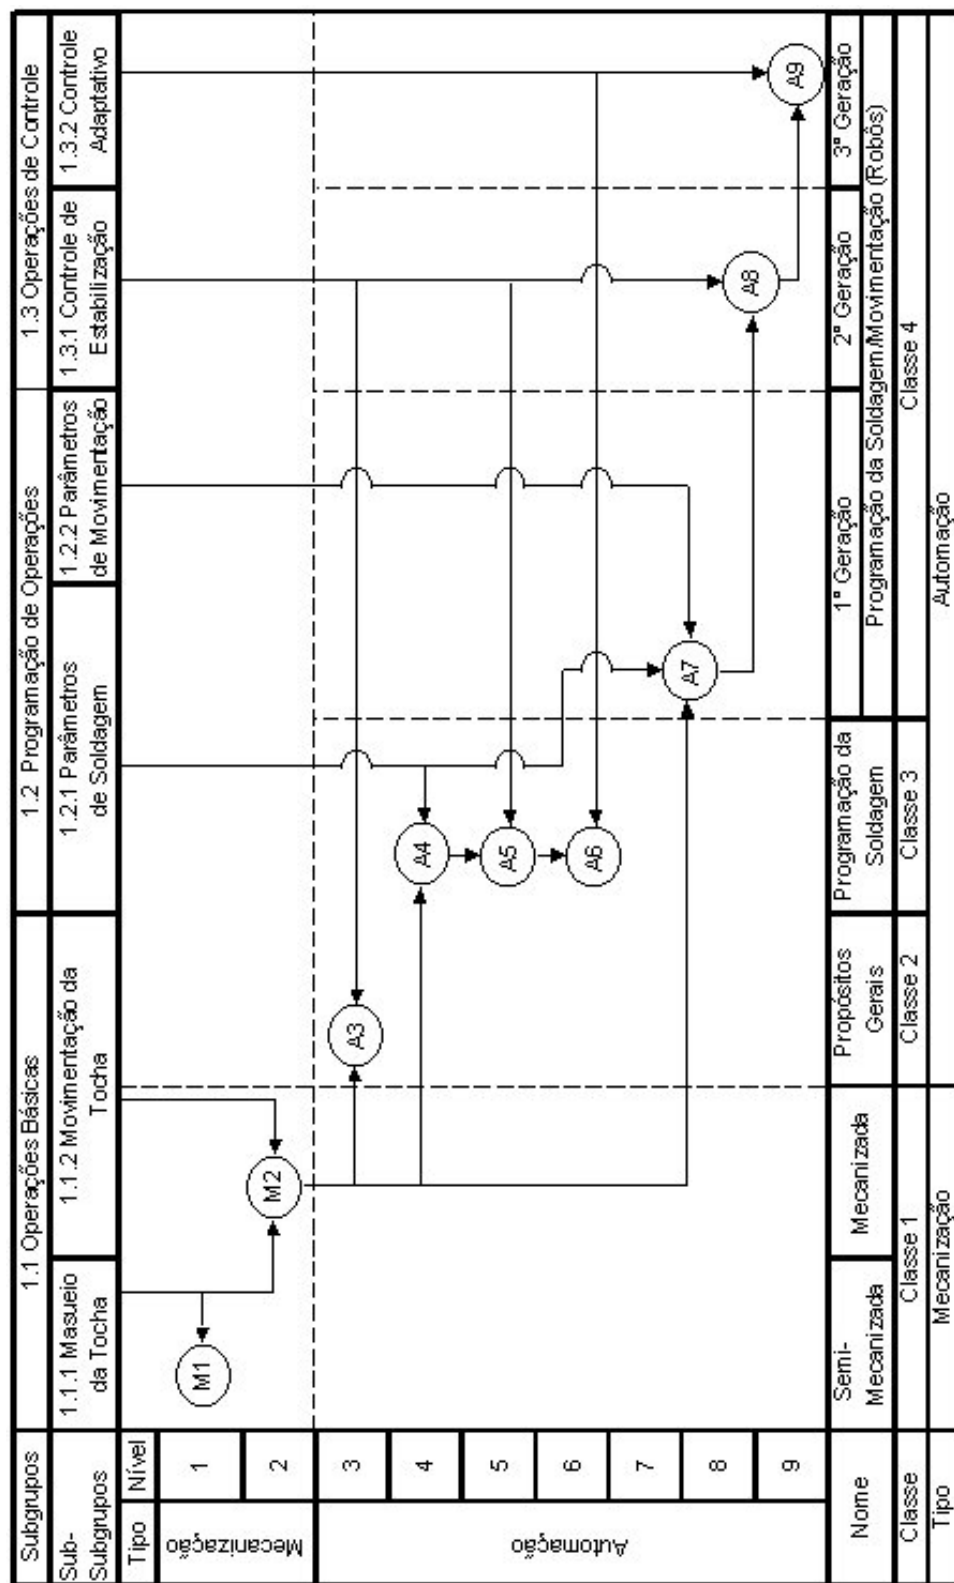 Subgrupos
1.1 Operações Básicas
1.2 Programação de Operações
1.3 Operações de Controle
Sub-
Subgrupos
1.1.1 Masueio
da Tocha
1.1.2 Movimentação da
Tocha
1.2.1 Parâmetros
de Soldagem
1.2.2 Parâmetros
de Movimentação
1.3.1 Controle de
Estabilização
1.3.2 Controle
Adaptativo
Tipo
Nível
Mecanização
1
M1
2
M2
Automação
3
A3
4
A4
5
A5
6
A6
7
8
A7
9
A8
A9
Nome
Semi-
Mecanizada
Mecanizada
Propósitos
Gerais
Programação da
Soldagem
1ª Geração
2ª Geração
3ª Geração
Programação da Soldagem/Movimentação (Robôs)
Classe
Classe 1
Classe 2
Classe 3
Classe 4
Tipo
Mecanização
Automação